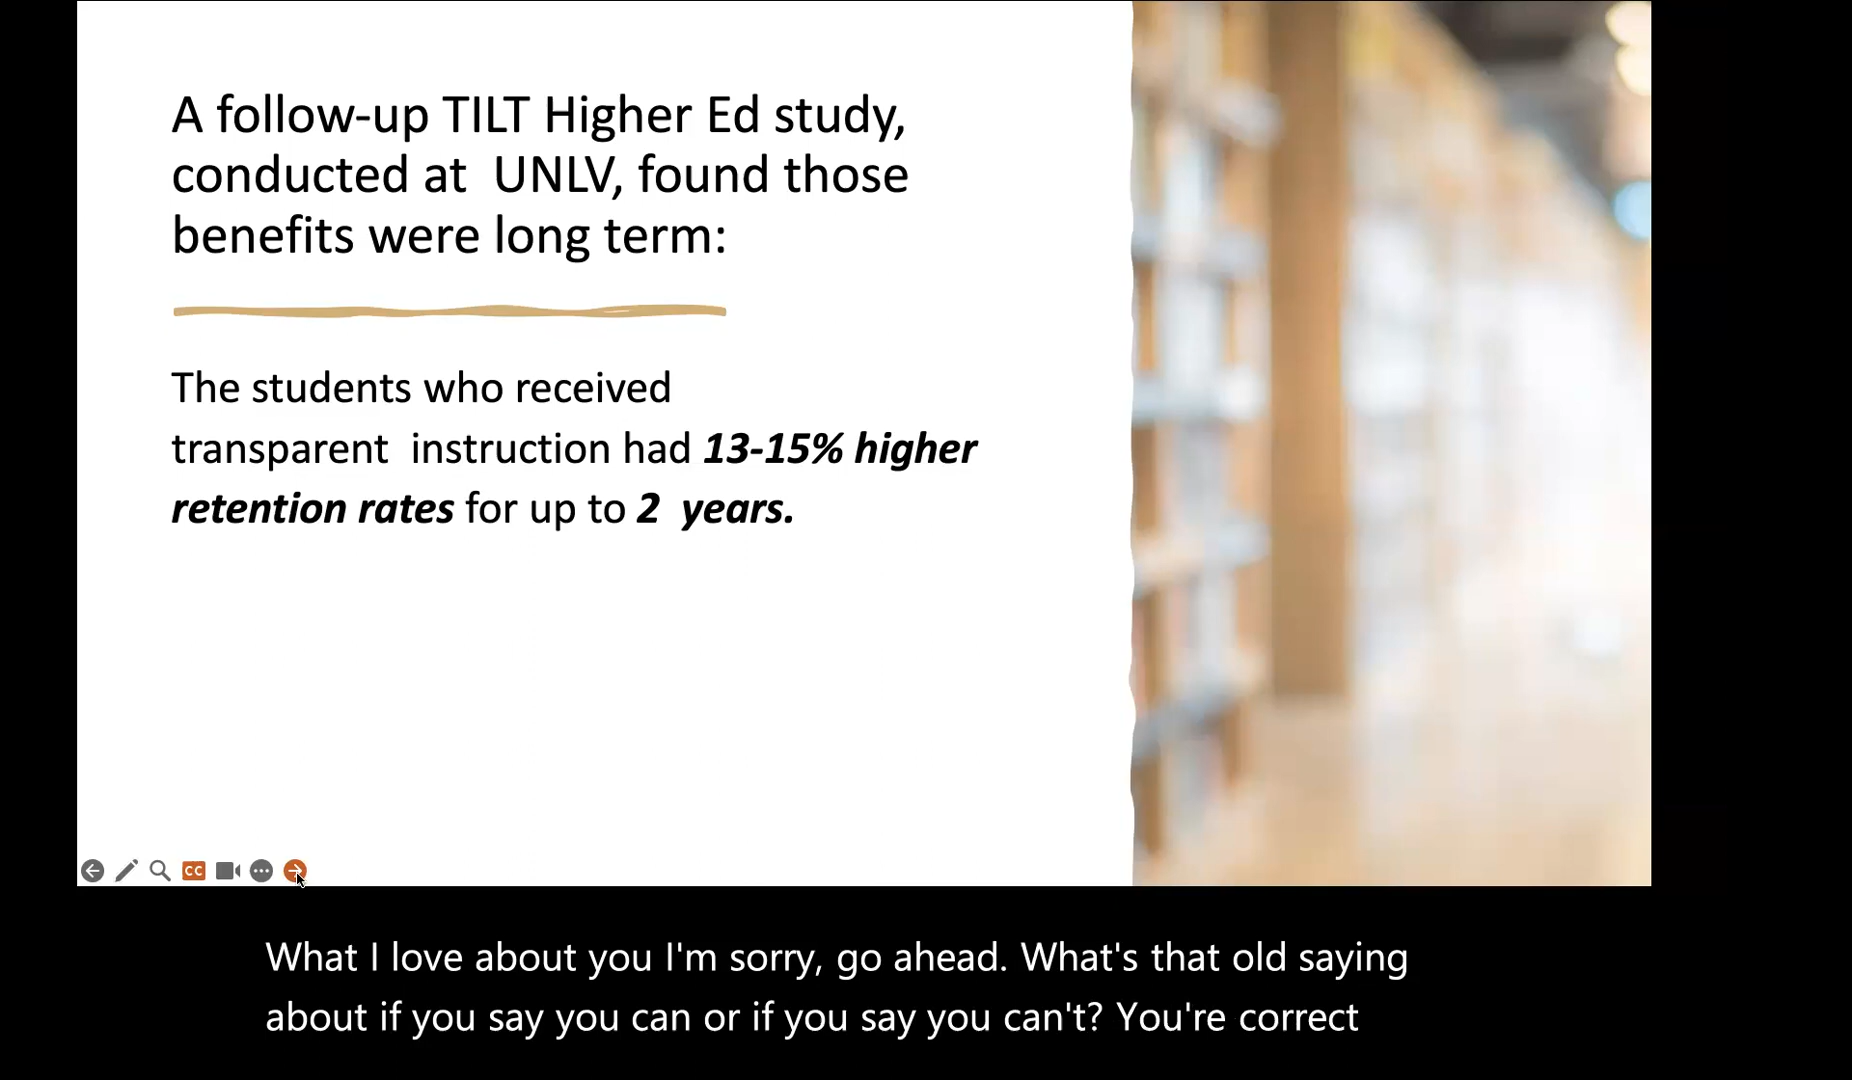 A follow-up TILT Higher Ed study,
conducted at  UNLV, found those
benefits were long term:
The students who received
transparent  instruction had 13-15% higher
retention rates for up to 2  years.
CC
What I love about you I'm sorry, go ahead. What's that old saying
about if you say you can or if you say you can't? You're correct